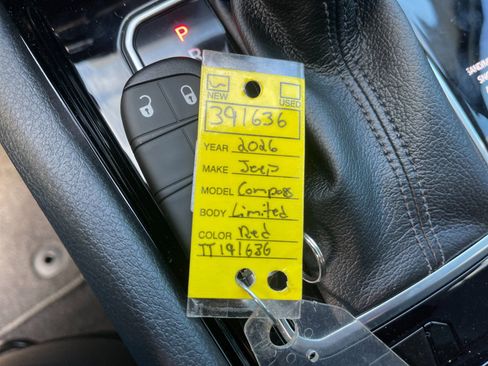 P
NEW USED
391636
YEAR 2026
MAKE Jeep
MODEL Compass
BODY Limited
COLOR Red
TT191636